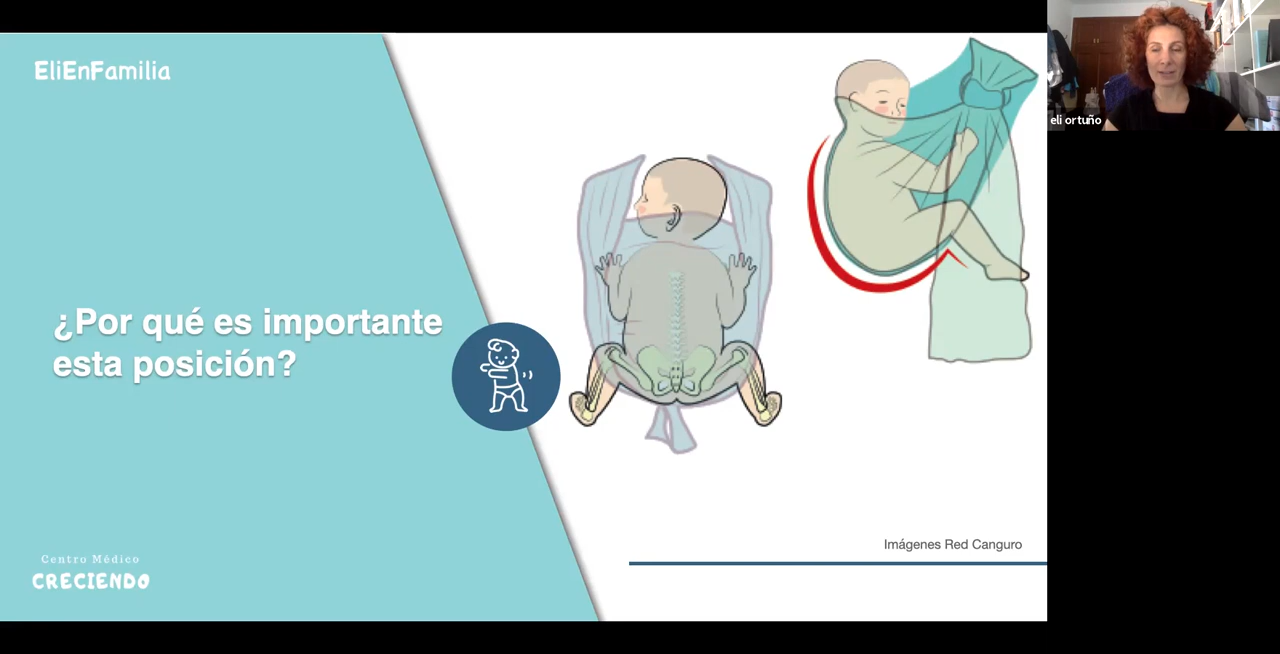 EliEnFamilia
eli ortuño
¿Por qué es importante
esta posición?
Imágenes Red Canguro
Centro Médico
CRECIENDO